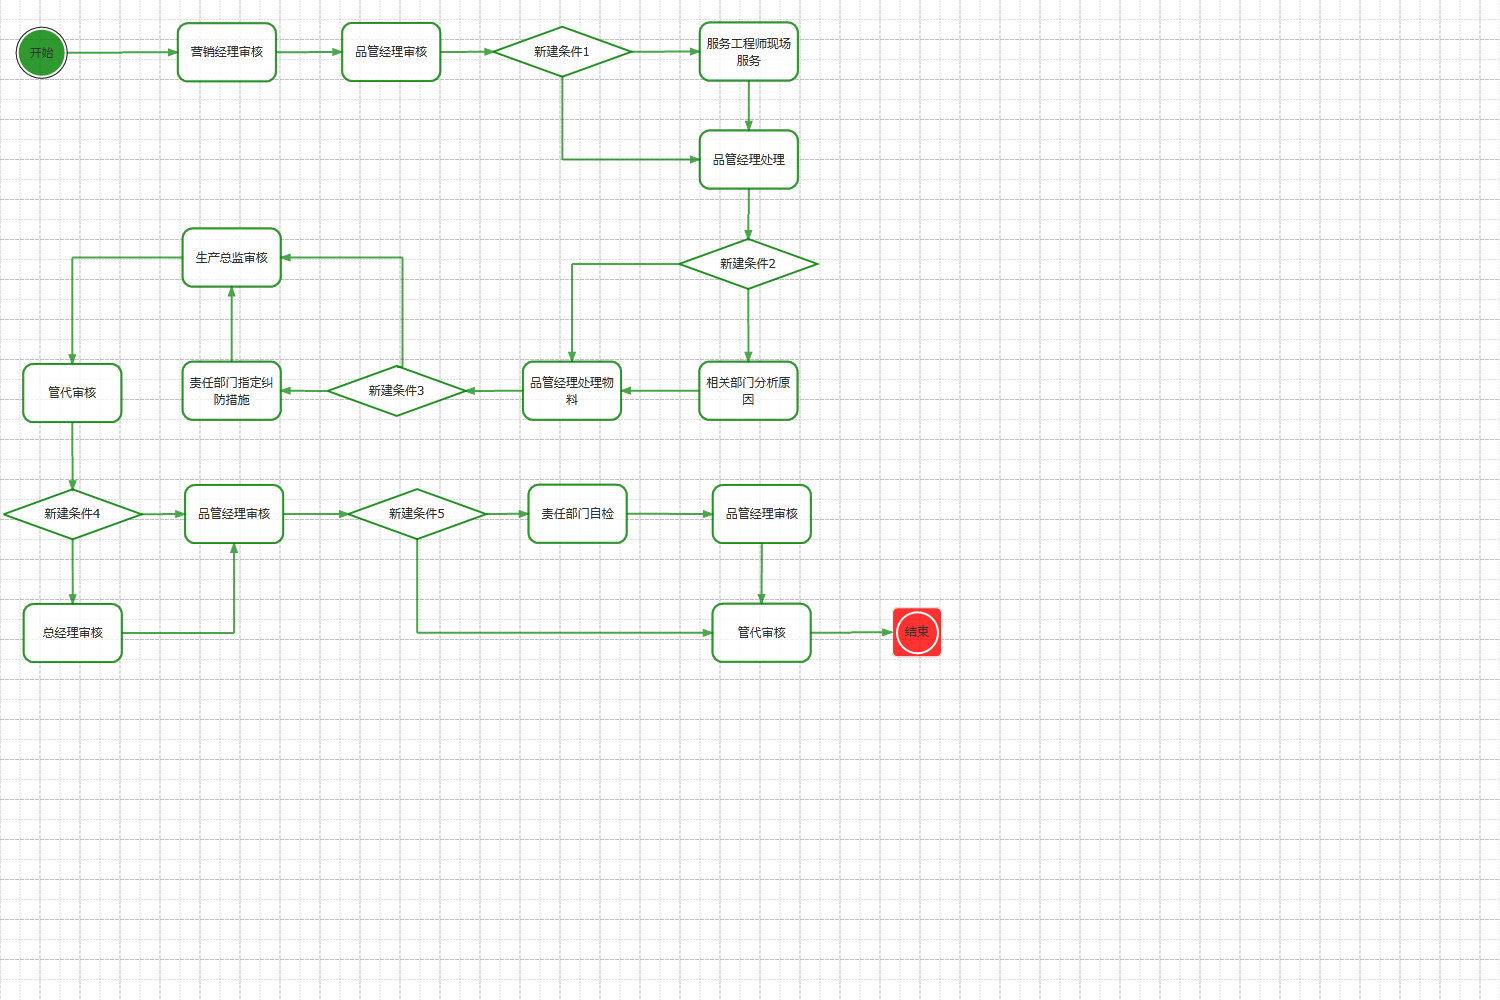 开始
营销经理审核
品管经理审核
新建条件1
服务工程师现场
服务
品管经理处理
生产总监审核
新建条件2
管代审核
责任部门指定纠
防措施
新建条件3
品管经理处理物
料
相关部门分析原
因
新建条件4
品管经理审核
新建条件5
责任部门自检
品管经理审核
总经理审核
管代审核
结束